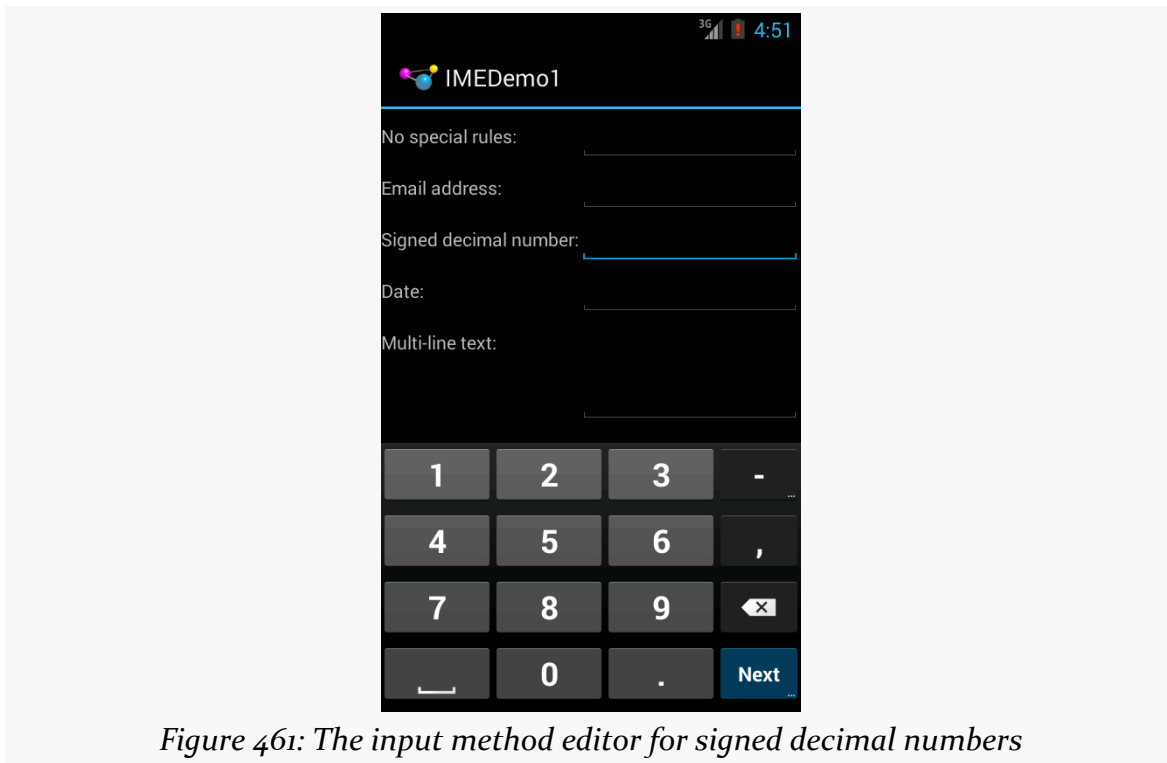 3G 4:51
IMEDemo1
No special rules:
Email address:
Signed decimal number:
Date:
Multi-line text:
1 2 3 -
4 5 6 ,
7 8 9
0 . Next
Figure 461: The input method editor for signed decimal numbers